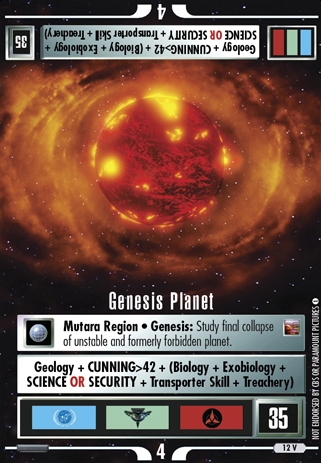 4
35
Geology + CUNNING>42 + (Biology + Exobiology +
SCIENCE OR SECURITY + Transporter Skill + Treachery)
Genesis Planet
Mutara Region • Genesis: Study final collapse
of unstable and formerly forbidden planet.
Geology + CUNNING>42 + (Biology + Exobiology +
SCIENCE OR SECURITY + Transporter Skill + Treachery)
35
4
12 V
NOT ENDORSED BY CBS OR PARAMOUNT PICTURES